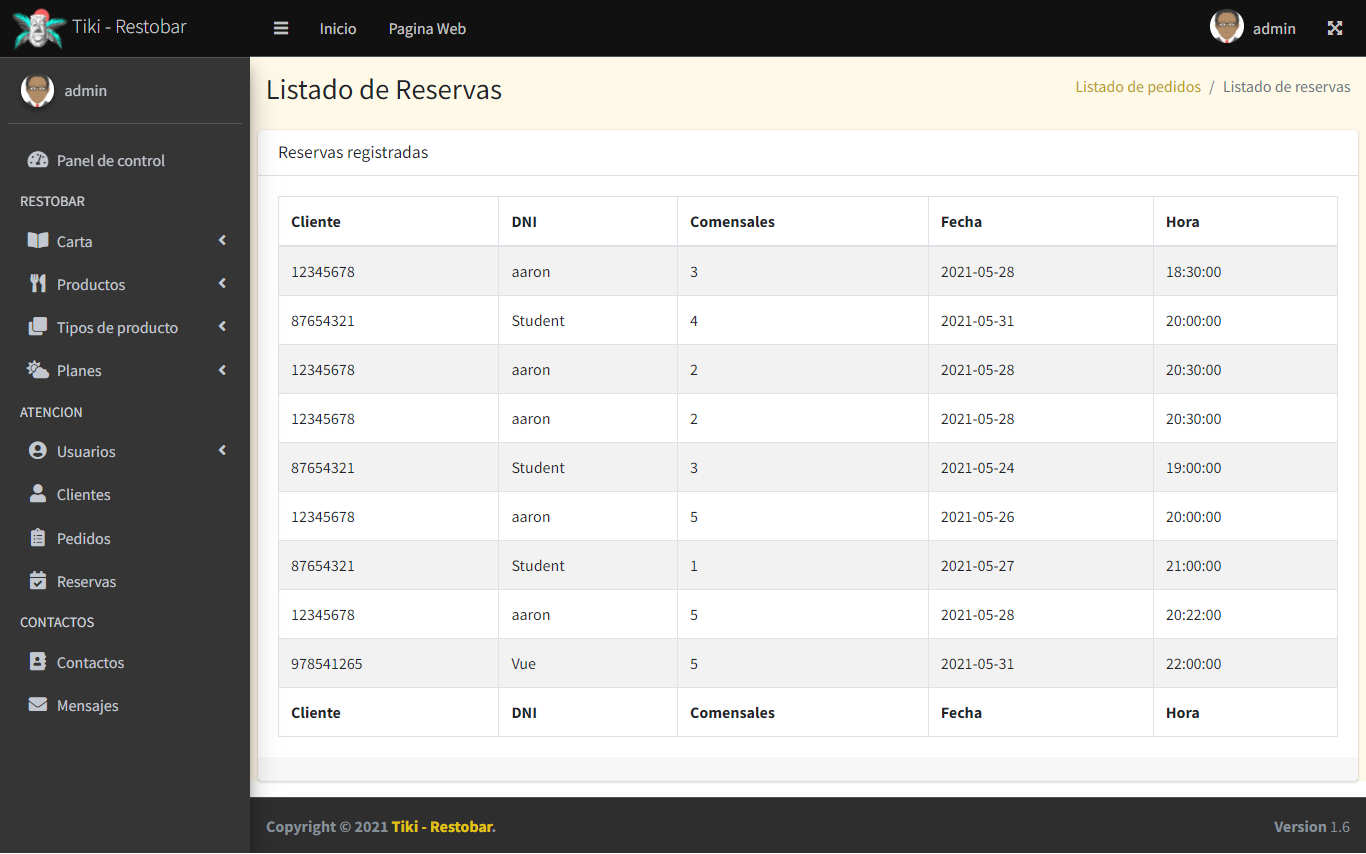 Tiki - Restobar
Inicio
Pagina Web
admin
admin
Panel de control
RESTOBAR
Carta
Productos
Tipos de producto
Planes
ATENCION
Usuarios
Clientes
Pedidos
Reservas
CONTACTOS
Contactos
Mensajes
Listado de Reservas
Listado de pedidos / Listado de reservas
Reservas registradas
Cliente DNI Comensales Fecha Hora
12345678 aaron 3 2021-05-28 18:30:00
87654321 Student 4 2021-05-31 20:00:00
12345678 aaron 2 2021-05-28 20:30:00
12345678 aaron 2 2021-05-28 20:30:00
87654321 Student 3 2021-05-24 19:00:00
12345678 aaron 5 2021-05-26 20:00:00
87654321 Student 1 2021-05-27 21:00:00
12345678 aaron 5 2021-05-28 20:22:00
978541265 Vue 5 2021-05-31 22:00:00
Cliente DNI Comensales Fecha Hora
Copyright © 2021 Tiki - Restobar.
Version 1.6